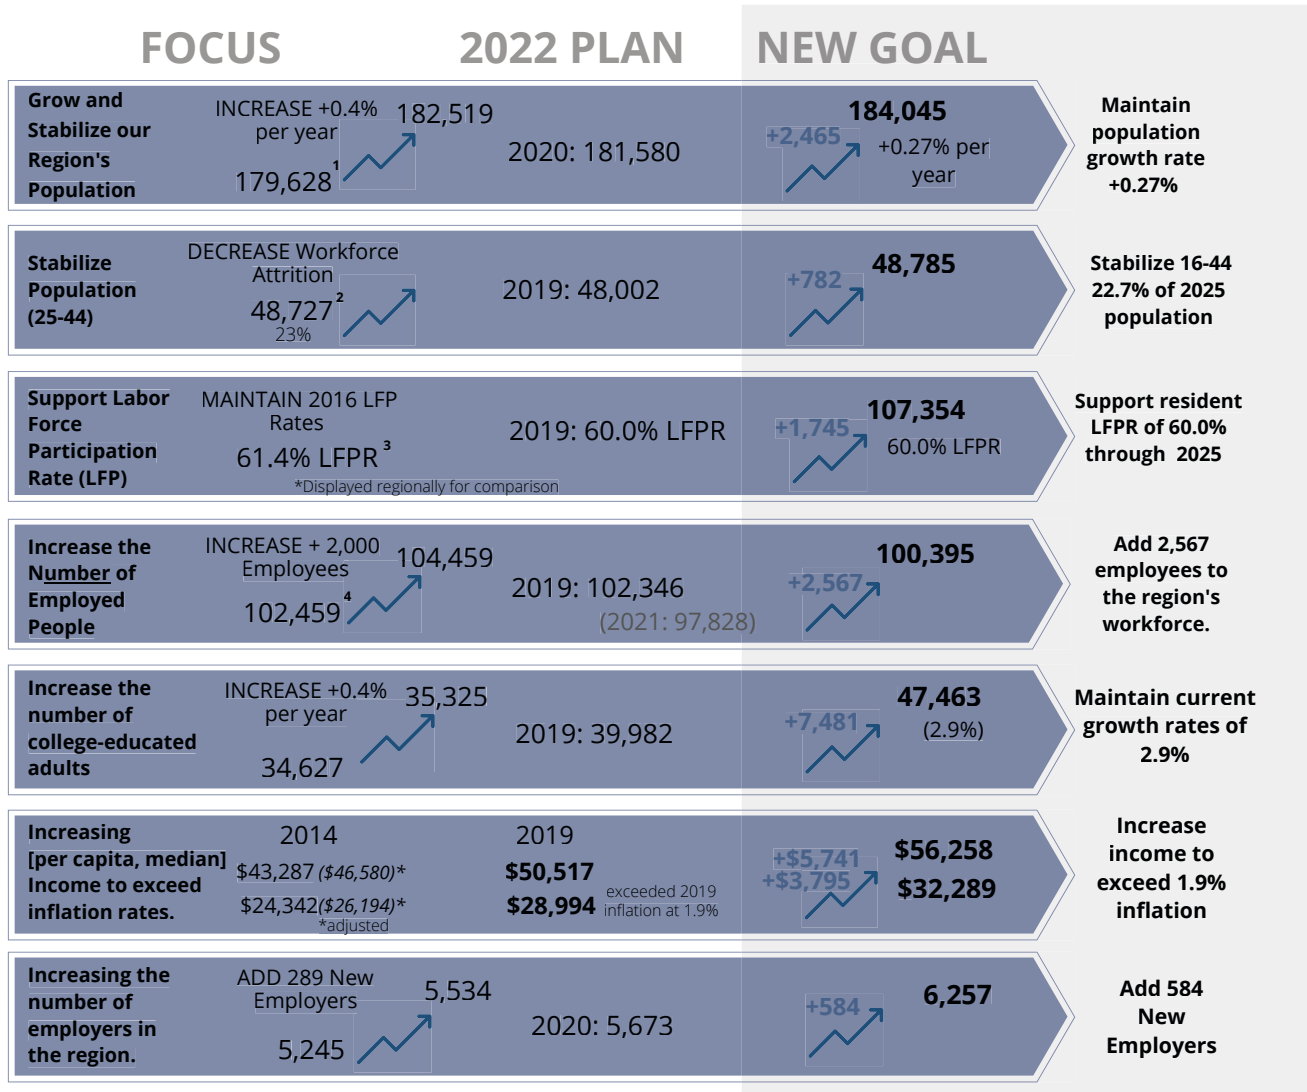 FOCUS
2022 PLAN
NEW GOAL
Grow and
Stabilize our
Region's
Population
INCREASE +0.4%
per year
179,628 1
182,519
2020: 181,580
+2,465
184,045
+0.27% per
year
Maintain
population
growth rate
+0.27%
Stabilize
Population
(25-44)
DECREASE Workforce
Attrition
48,727 2
23%
2019: 48,002
+782
48,785
Stabilize 16-44
22.7% of 2025
population
Support Labor
Force
Participation
Rate (LFP)
MAINTAIN 2016 LFP
Rates
61.4% LFPR 3
*Displayed regionally for comparison
2019: 60.0% LFPR
+1,745
107,354
60.0% LFPR
Support resident
LFPR of 60.0%
through 2025
Increase the
Number of
Employed
People
INCREASE + 2,000
Employees
102,459 4
104,459
2019: 102,346
(2021: 97,828)
+2,567
100,395
Add 2,567
employees to
the region's
workforce.
Increase the
number of
college-educated
adults
INCREASE +0.4%
per year
34,627
35,325
2019: 39,982
+7,481
47,463
(2.9%)
Maintain current
growth rates of
2.9%
Increasing
[per capita, median]
Income to exceed
inflation rates.
2014
$43,287 ($46,580)*
$24,342($26,194)*
*adjusted
2019
$50,517
$28,994
exceeded 2019
inflation at 1.9%
+$5,741
+$3,795
$56,258
$32,289
Increase
income to
exceed 1.9%
inflation
Increasing the
number of
employers in
the region.
ADD 289 New
Employers
5,245
5,534
2020: 5,673
+584
6,257
Add 584
New
Employers